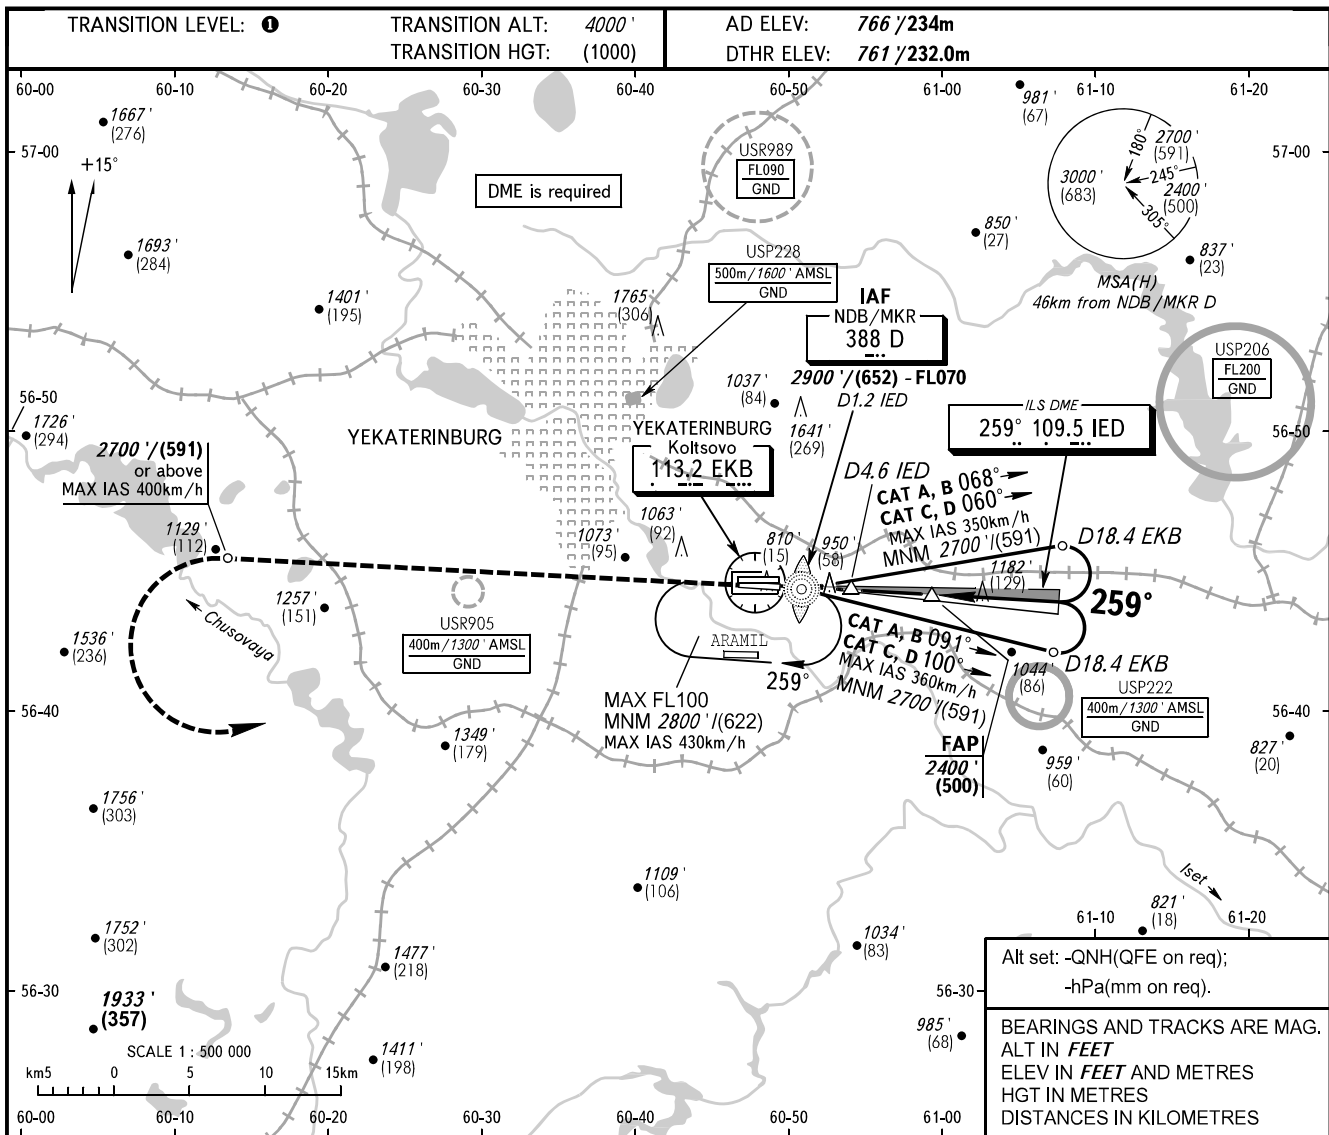 TRANSITION LEVEL: ❶
TRANSITION ALT: 4000 '
TRANSITION HGT: (1000)
AD ELEV: 766 '/234m
DTHR ELEV: 761 '/232.0m
60-00 60-10 60-20 60-30 60-40 60-50 61-00 61-10 61-20
1667 '
(276)
981 '
(67)
57-00
57-00
+15°
DME is required
USR989
FL090
GND
180°
2700 '
(591)
245°
3000 '
(683)
2400 '
(500)
305°
MSA(H)
46km from NDB/MKR D
1693 '
(284)
850 '
(27)
837 '
(23)
USP228
500m/1600 ' AMSL
GND
1401 '
(195)
1765 '
(306)
IAF
NDB/MKR
388 D
2900 '/(652) - FL070
D1.2 IED
USP206
FL200
GND
1037 '
(84)
1641 '
(269)
ILS DME
259° 109.5 IED
56-50
56-50
1726 '
(294)
YEKATERINBURG
YEKATERINBURG
Koltsovo
113.2 EKB
2700 '/(591)
or above
MAX IAS 400km/h
D4.6 IED
CAT A, B 068°
CAT C, D 060°
MAX IAS 350km/h
MNM 2700 '/(591)
1129 '
(112)
1063 '
(92)
1073 '
(95)
810 '
(15)
950 '
(58)
D18.4 EKB
1182 '
(129)
259°
1257 '
(151)
Chusovaya
USR905
400m/1300 ' AMSL
GND
1536 '
(236)
ARAMIL
259°
CAT A, B 091°
CAT C, D 100°
MAX IAS 360km/h
MNM 2700 '/(591)
1044 '
(86)
D18.4 EKB
USP222
400m/1300 ' AMSL
GND
MAX FL100
MNM 2800 '/(622)
MAX IAS 430km/h
56-40
56-40
1349 '
(179)
FAP
2400 '
(500)
959 '
(60)
827 '
(20)
1756 '
(303)
1109 '
(106)
Iset
821 '
(18)
61-10 61-20
1752 '
(302)
1034 '
(83)
1477 '
(218)
56-30
56-30
1933 '
(357)
985 '
(68)
1411 '
(198)
SCALE 1 : 500 000
km5 0 5 10 15km
60-00 60-10 60-20 60-30 60-40 60-50 61-00
Alt set: -QNH(QFE on req);
-hPa(mm on req).
BEARINGS AND TRACKS ARE MAG.
ALT IN FEET
ELEV IN FEET AND METRES
HGT IN METRES
DISTANCES IN KILOMETRES